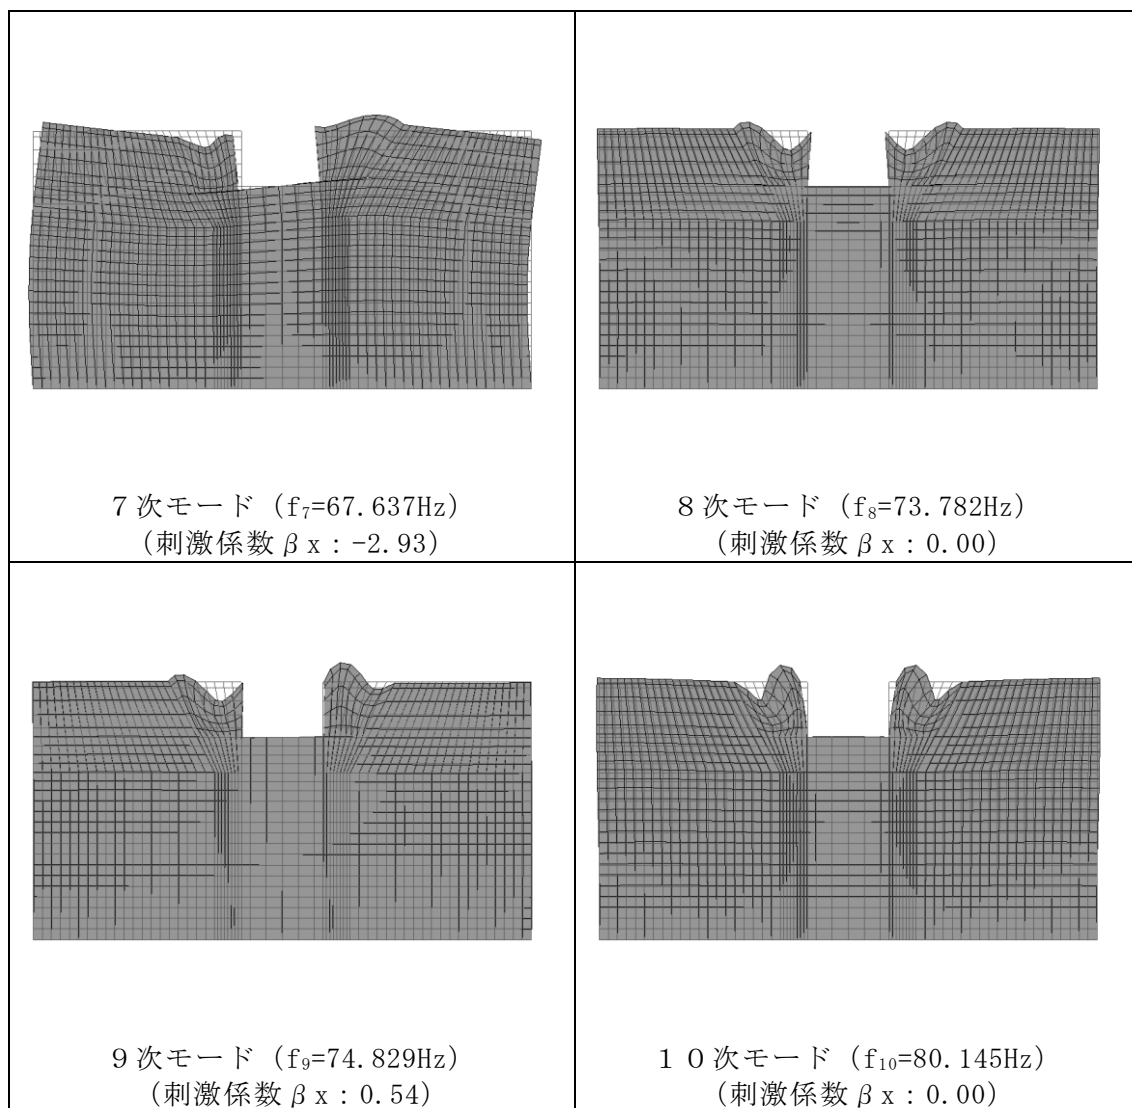 ７次モード（f₇=67.637Hz）
（刺激係数βx：-2.93）
８次モード（f₈=73.782Hz）
（刺激係数βx：0.00）
９次モード（f₉=74.829Hz）
（刺激係数βx：0.54）
１０次モード（f₁₀=80.145Hz）
（刺激係数βx：0.00）